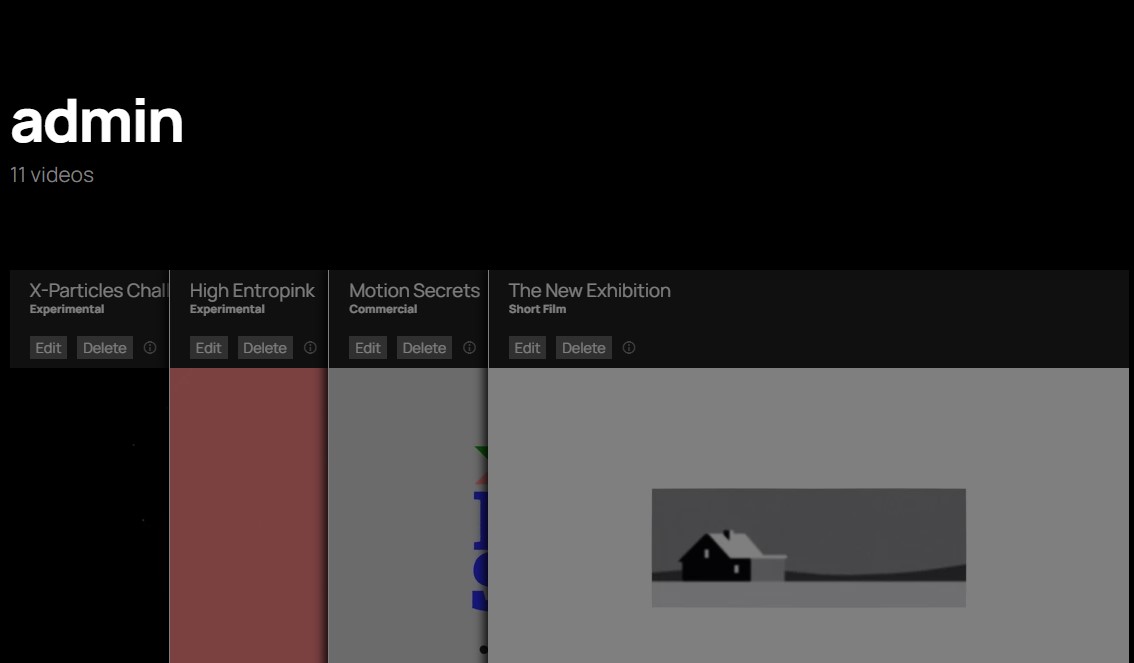 admin
11 videos
X-Particles Chall
Experimental
Edit Delete
High Entropink
Experimental
Edit Delete
Motion Secrets
Commercial
Edit Delete
The New Exhibition
Short Film
Edit Delete